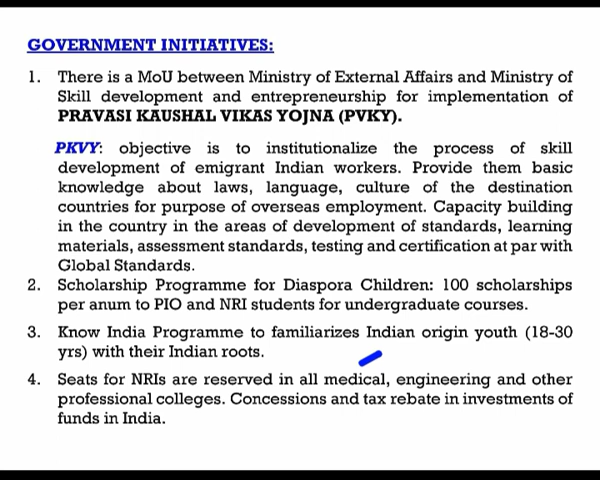 GOVERNMENT INITIATIVES:
1. There is a MoU between Ministry of External Affairs and Ministry of
Skill development and entrepreneurship for implementation of
PRAVASI KAUSHAL VIKAS YOJNA (PVKY).
PKVY: objective is to institutionalize the process of skill
development of emigrant Indian workers. Provide them basic
knowledge about laws, language, culture of the destination
countries for purpose of overseas employment. Capacity building
in the country in the areas of development of standards, learning
materials, assessment standards, testing and certification at par with
Global Standards.
2. Scholarship Programme for Diaspora Children: 100 scholarships
per anum to PIO and NRI students for undergraduate courses.
3. Know India Programme to familiarizes Indian origin youth (18-30
yrs) with their Indian roots.
4. Seats for NRIs are reserved in all medical, engineering and other
professional colleges. Concessions and tax rebate in investments of
funds in India.